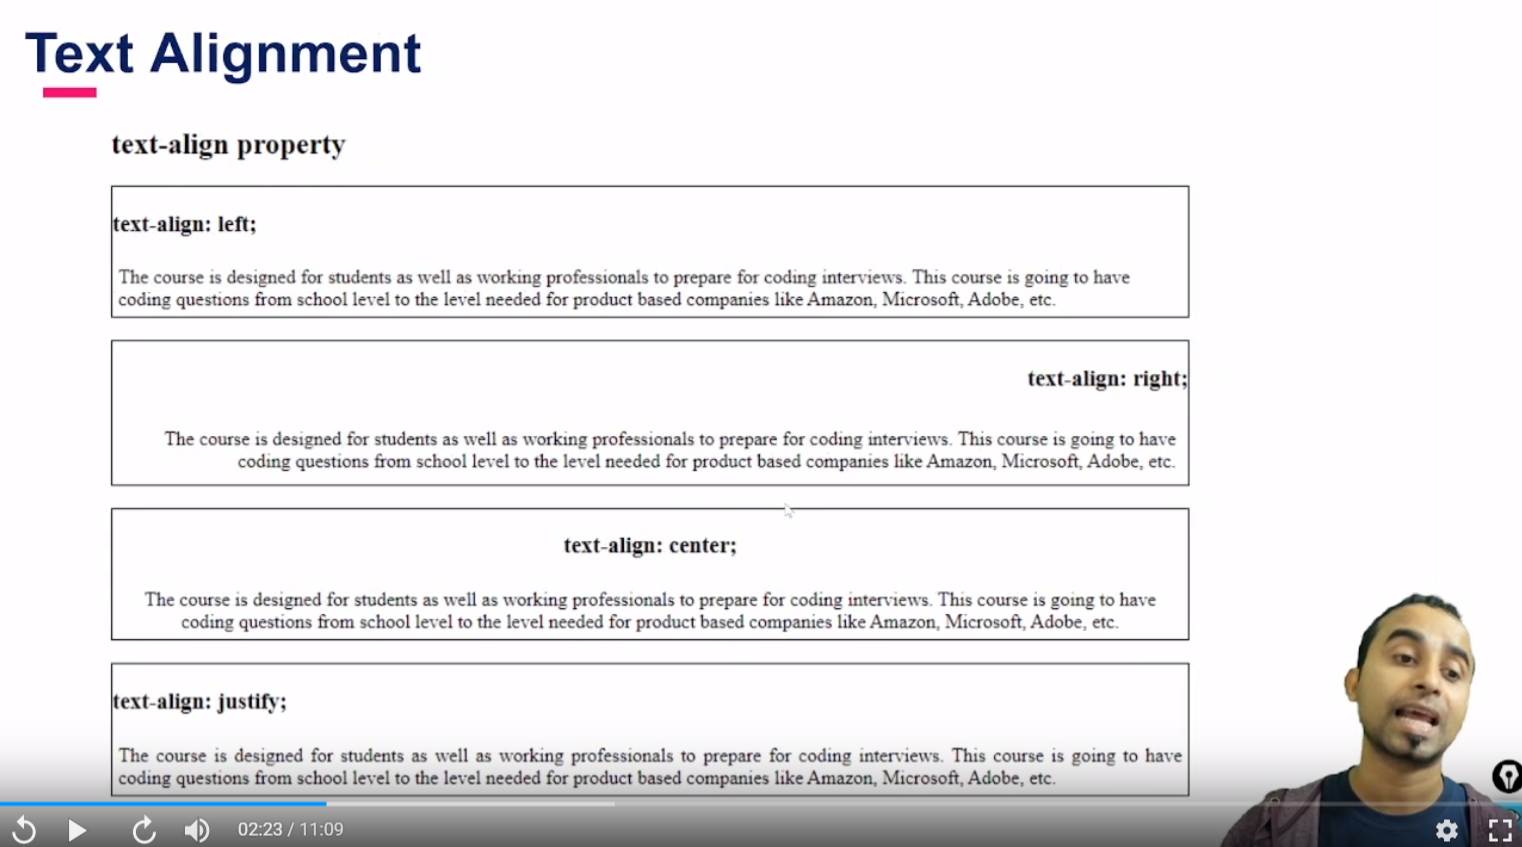 Text Alignment
text-align property
text-align: left;
The course is designed for students as well as working professionals to prepare for coding interviews. This course is going to have
coding questions from school level to the level needed for product based companies like Amazon, Microsoft, Adobe, etc.
text-align: right;
The course is designed for students as well as working professionals to prepare for coding interviews. This course is going to have
coding questions from school level to the level needed for product based companies like Amazon, Microsoft, Adobe, etc.
text-align: center;
The course is designed for students as well as working professionals to prepare for coding interviews. This course is going to have
coding questions from school level to the level needed for product based companies like Amazon, Microsoft, Adobe, etc.
text-align: justify;
The course is designed for students as well as working professionals to prepare for coding interviews. This course is going to have
coding questions from school level to the level needed for product based companies like Amazon, Microsoft, Adobe, etc.
02:23 / 11:09